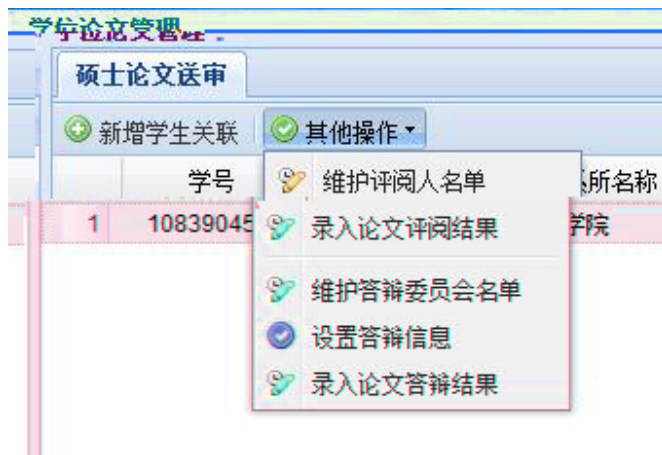 学位论文管理
硕士论文送审
新增学生关联 其他操作
学号 所名称
1 10839045 学院
维护评阅人名单
录入论文评阅结果
维护答辩委员会名单
设置答辩信息
录入论文答辩结果